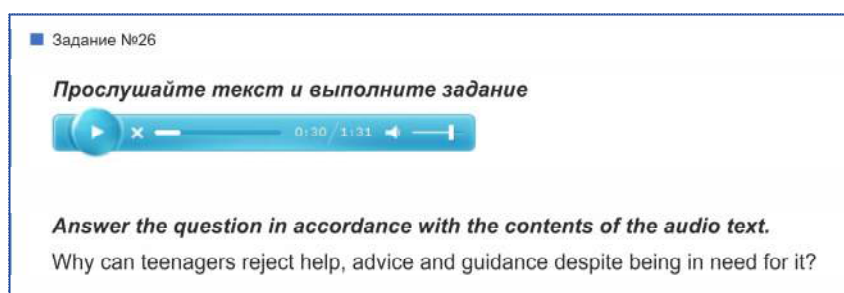 Задание №26
Прослушайте текст и выполните задание
0:30/1:31
Answer the question in accordance with the contents of the audio text.
Why can teenagers reject help, advice and guidance despite being in need for it?